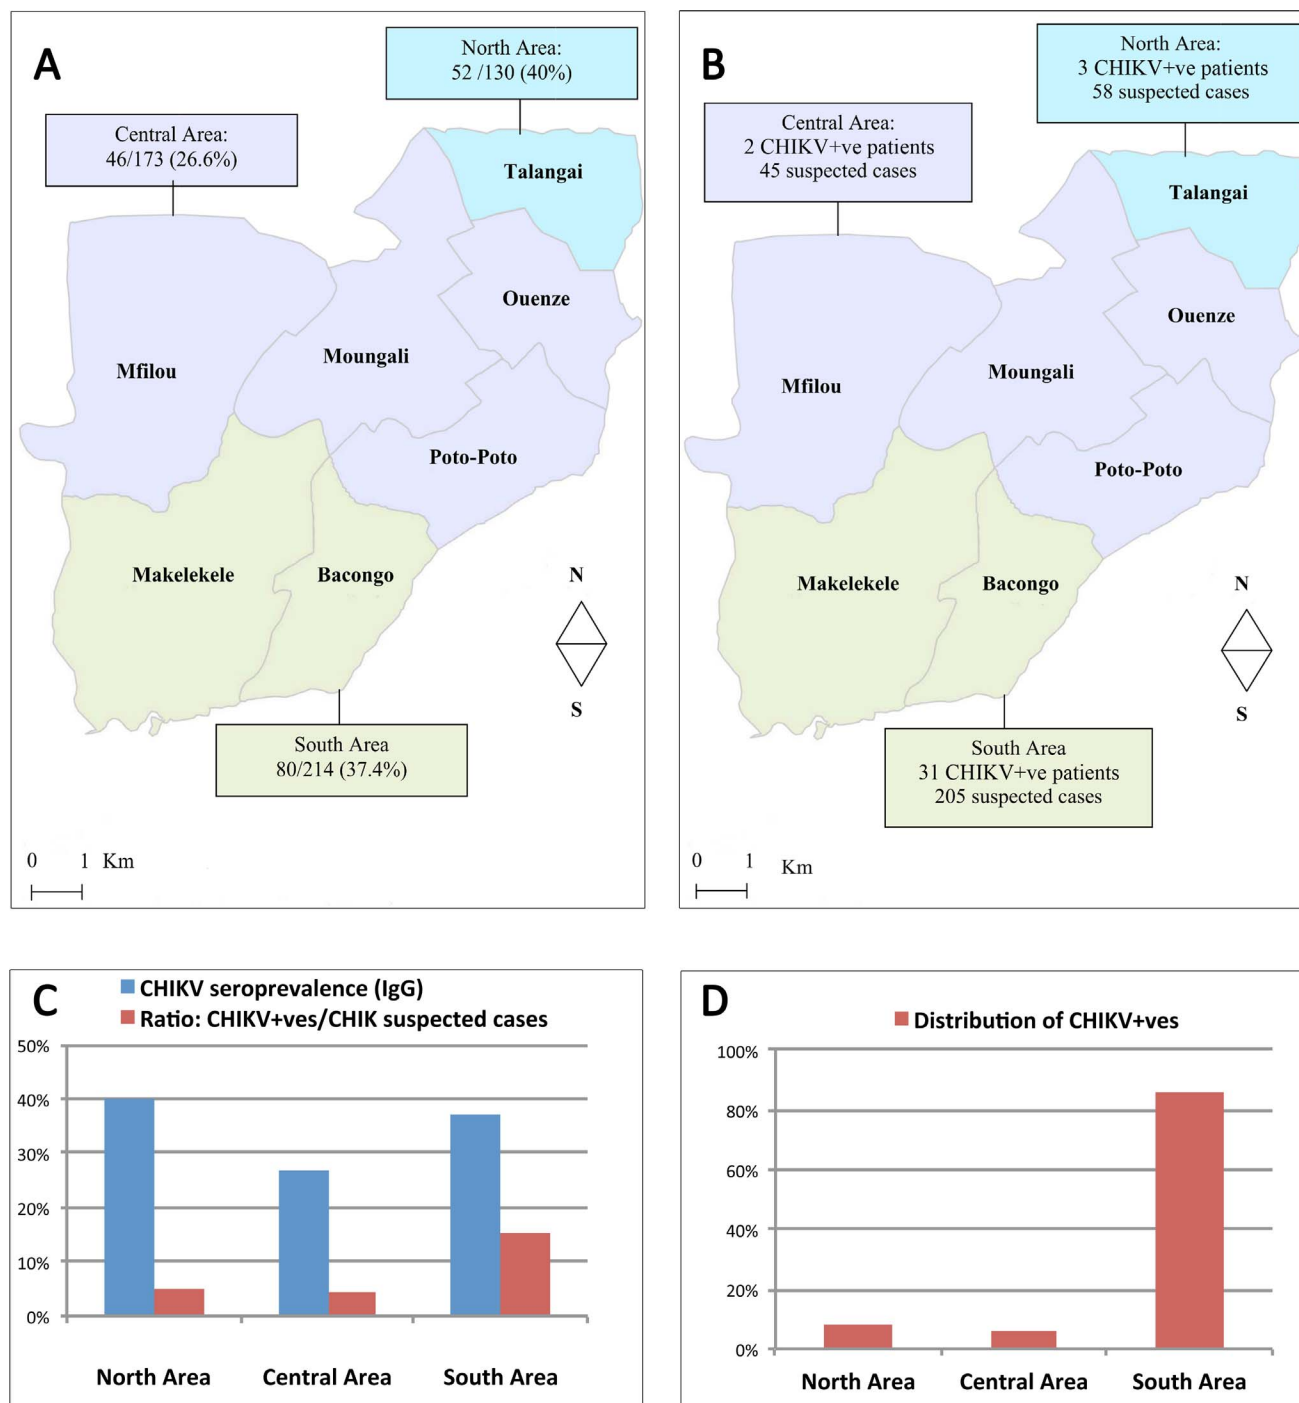 A
North Area:
52 /130 (40%)
Central Area:
46/173 (26.6%)
Talangai
Ouenze
Moungali
Mfilou
Poto-Poto
Makelekele
Bacongo
N
S
South Area
80/214 (37.4%)
0 1 Km
B
North Area:
3 CHIKV+ve patients
58 suspected cases
Central Area:
2 CHIKV+ve patients
45 suspected cases
Talangai
Ouenze
Moungali
Mfilou
Poto-Poto
Makelekele
Bacongo
N
S
South Area
31 CHIKV+ve patients
205 suspected cases
0 1 Km
C
CHIKV seroprevalence (IgG)
Ratio: CHIKV+ves/CHIK suspected cases
50%
40%
30%
20%
10%
0%
North Area Central Area South Area
D
Distribution of CHIKV+ves
100%
80%
60%
40%
20%
0%
North Area Central Area South Area